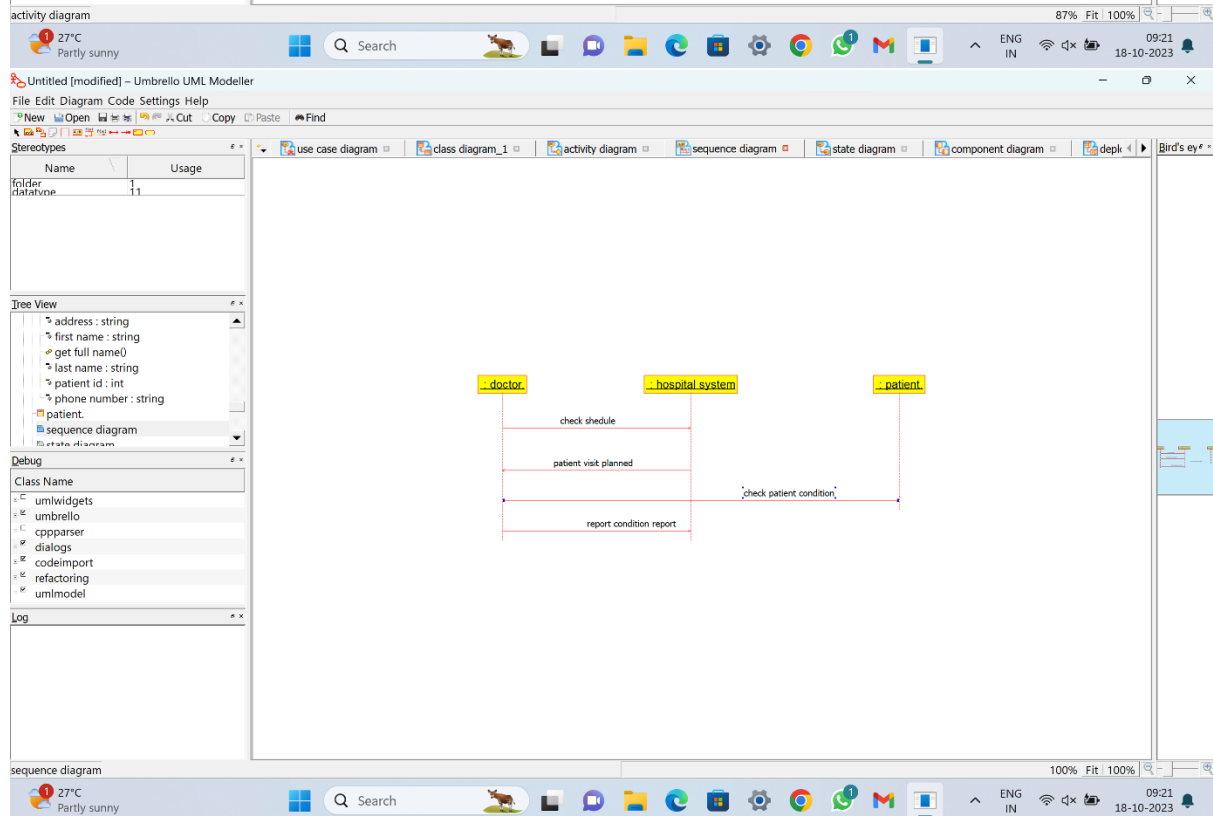 activity diagram
87% Fit 100%
1
27°C
Partly sunny
Search
1
ENG
IN
09:21
18-10-2023
Untitled [modified] – Umbrello UML Modeller
File Edit Diagram Code Settings Help
New Open Cut Copy Paste Find
Stereotypes
use case diagram class diagram_1 activity diagram sequence diagram state diagram component diagram
Bird's ey
Name Usage
folder 1
datatype 11
Tree View
address : string
first name : string
get full name()
last name : string
patient id : int
phone number : string
patient.
sequence diagram
state diagram
: doctor. : hospital system : patient.
check shedule
patient visit planned
check patient condition
report condition report
Debug
Class Name
umlwidgets
umbrello
cppparser
dialogs
codeimport
refactoring
umlmodel
Log
sequence diagram
100% Fit 100%
1
27°C
Partly sunny
Search
1
ENG
IN
09:21
18-10-2023